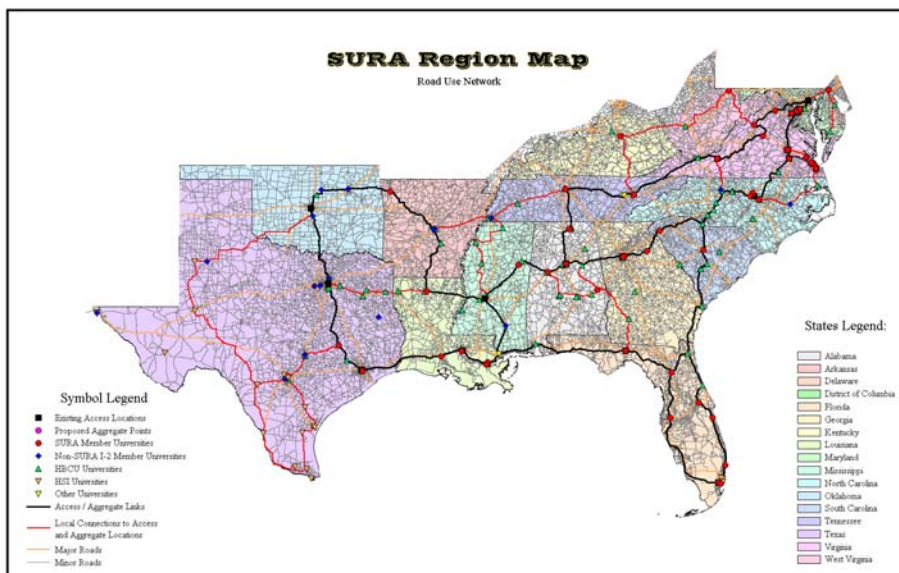 SURA Region Map
Road Use Network
Symbol Legend
Existing Access Locations
Proposed Aggregate Points
SURA Member Universities
Non-SURA I-2 Member Universities
HBCU Universities
HSI Universities
Other Universities
Access / Aggregate Links
Local Connections to Access
and Aggregate Locations
Major Roads
Minor Roads
States Legend:
Alabama
Arkansas
Delaware
District of Columbia
Florida
Georgia
Kentucky
Louisiana
Maryland
Mississippi
North Carolina
Oklahoma
South Carolina
Tennessee
Texas
Virginia
West Virginia